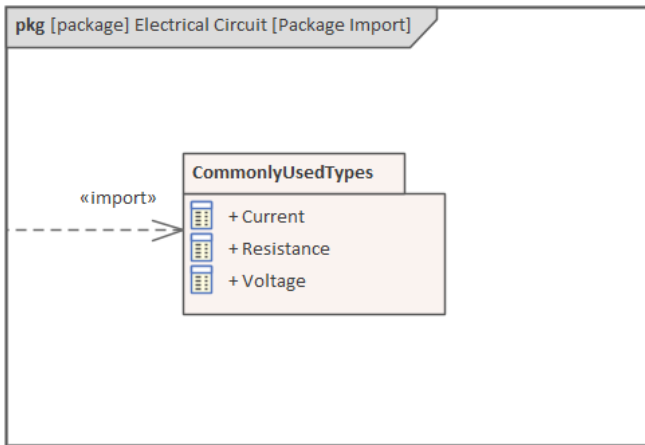 pkg [package] Electrical Circuit [Package Import]
CommonlyUsedTypes
«import»
+ Current
+ Resistance
+ Voltage